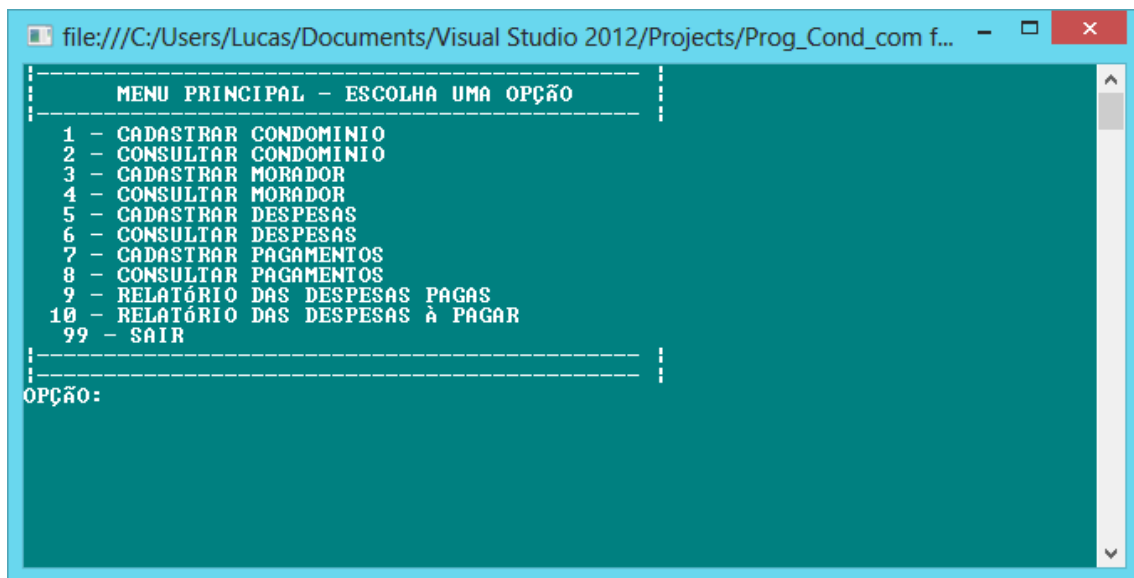 file:///C:/Users/Lucas/Documents/Visual Studio 2012/Projects/Prog_Cond_com f...
MENU PRINCIPAL - ESCOLHA UMA OPÇÃO
1 - CADASTRAR CONDOMINIO
2 - CONSULTAR CONDOMINIO
3 - CADASTRAR MORADOR
4 - CONSULTAR MORADOR
5 - CADASTRAR DESPESAS
6 - CONSULTAR DESPESAS
7 - CADASTRAR PAGAMENTOS
8 - CONSULTAR PAGAMENTOS
9 - RELATÓRIO DAS DESPESAS PAGAS
10 - RELATÓRIO DAS DESPESAS À PAGAR
99 - SAIR
OPÇÃO: